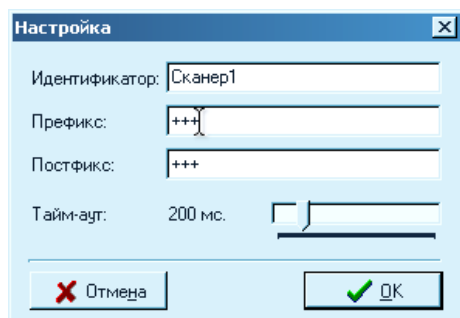 Настройка
Идентификатор: Сканер1
Префикс: +++
Постфикс: +++
Тайм-аут: 200 мс.
Отмена OK